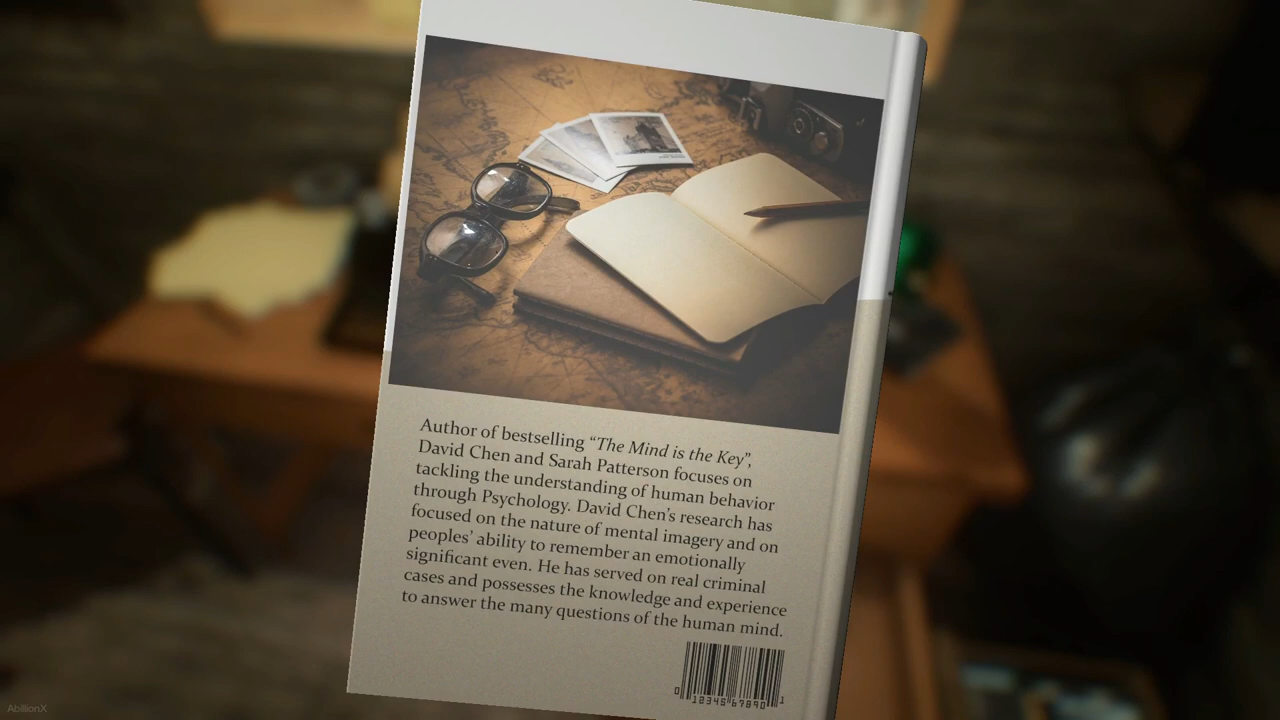 Author of bestselling “The Mind is the Key”,
David Chen and Sarah Patterson focuses on
tackling the understanding of human behavior
through Psychology. David Chen’s research has
focused on the nature of mental imagery and on
peoples’ ability to remember an emotionally
significant even. He has served on real criminal
cases and possesses the knowledge and experience
to answer the many questions of the human mind.
0 12345 67890 1
AbillionX